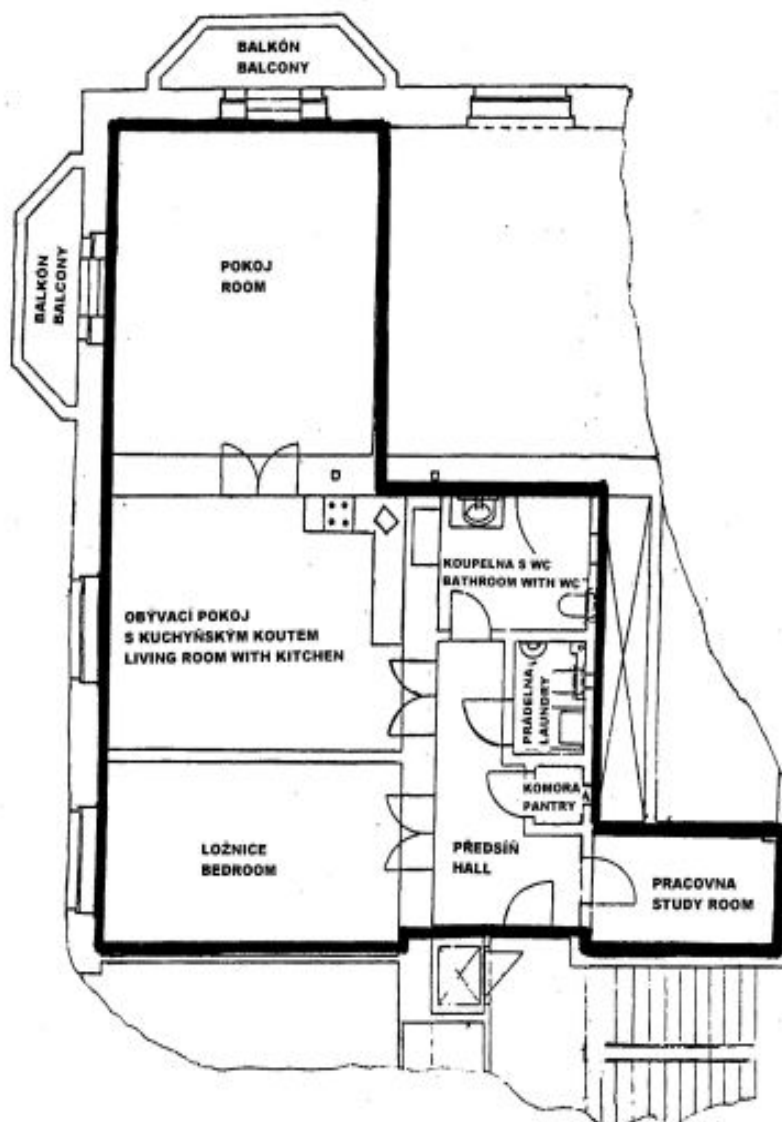 BALKÓN
BALCONY
BALKÓN
BALCONY
POKOJ
ROOM
KOUPELNA S WC
BATHROOM WITH WC
OBÝVACÍ POKOJ
S KUCHYŇSKÝM KOUTEM
LIVING ROOM WITH KITCHEN
PRÁDELNA
LAUNDRY
KOMORA
PANTRY
LOŽNICE
BEDROOM
PŘEDSÍŇ
HALL
PRACOVNA
STUDY ROOM